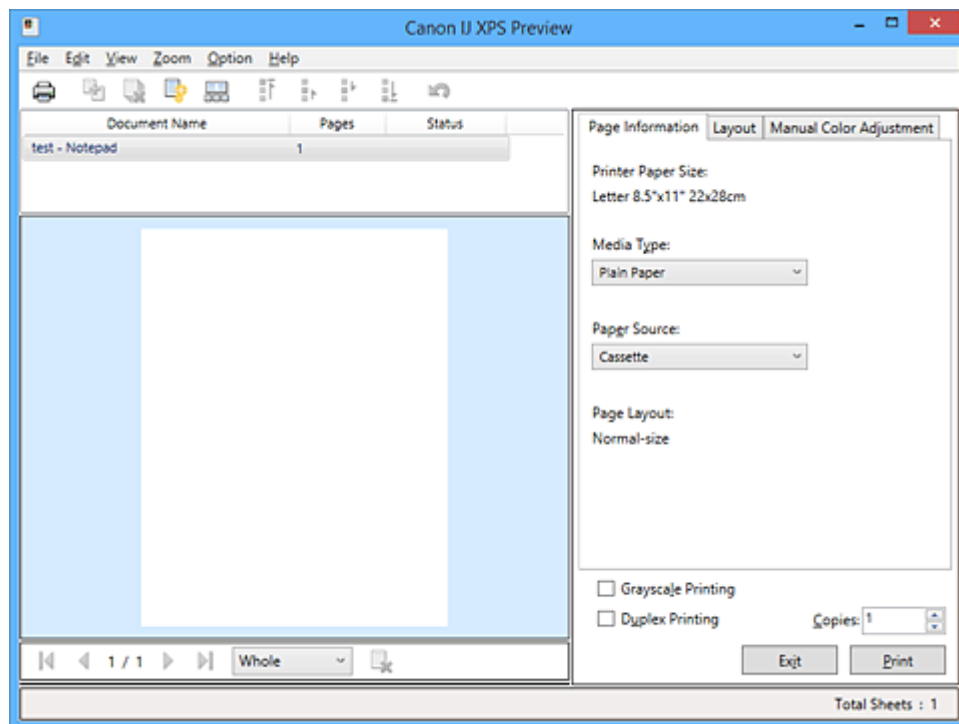 Canon IJ XPS Preview
File Edit View Zoom Option Help
Document Name Pages Status
test - Notepad 1
Page Information Layout Manual Color Adjustment
Printer Paper Size:
Letter 8.5"x11" 22x28cm
Media Type:
Plain Paper
Paper Source:
Cassette
Page Layout:
Normal-size
Grayscale Printing
Duplex Printing Copies: 1
1 / 1 Whole Exit Print
Total Sheets : 1